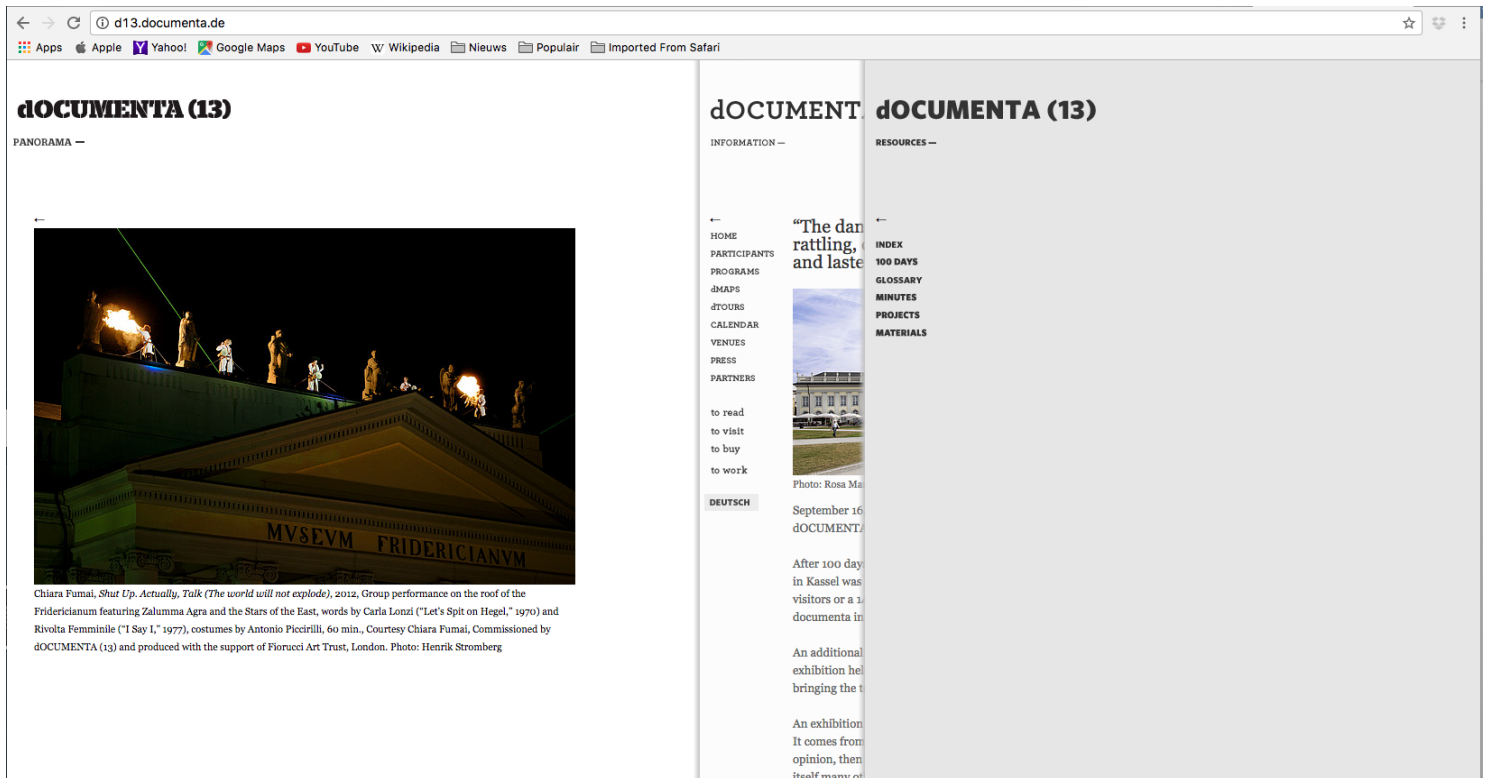 d13.documenta.de
Apps Apple Yahoo! Google Maps YouTube Wikipedia Nieuws Populair Imported From Safari
dOCUMENTA (13)
PANORAMA —
←
MVSEVM FRIDERICIANVM
Chiara Fumai, Shut Up. Actually, Talk (The world will not explode), 2012, Group performance on the roof of the
Fridericianum featuring Zalumma Agra and the Stars of the East, words by Carla Lonzi (“Let’s Spit on Hegel,” 1970) and
Rivolta Femminile (“I Say I,” 1977), costumes by Antonio Piccirilli, 60 min., Courtesy Chiara Fumai, Commissioned by
dOCUMENTA (13) and produced with the support of Fiorucci Art Trust, London. Photo: Henrik Stromberg
dOCUMENT
INFORMATION —
←
HOME
PARTICIPANTS
PROGRAMS
dMAPS
dTOURS
CALENDAR
VENUES
PRESS
PARTNERS
to read
to visit
to buy
to work
DEUTSCH
“The dan
rattling,
and laste
Photo: Rosa Ma
September 16
dOCUMENTA
After 100 day
in Kassel was
visitors or a 1
documenta in
An additional
exhibition hel
bringing the t
An exhibition
It comes from
opinion, then
itself many ot
dOCUMENTA (13)
RESOURCES —
←
INDEX
100 DAYS
GLOSSARY
MINUTES
PROJECTS
MATERIALS